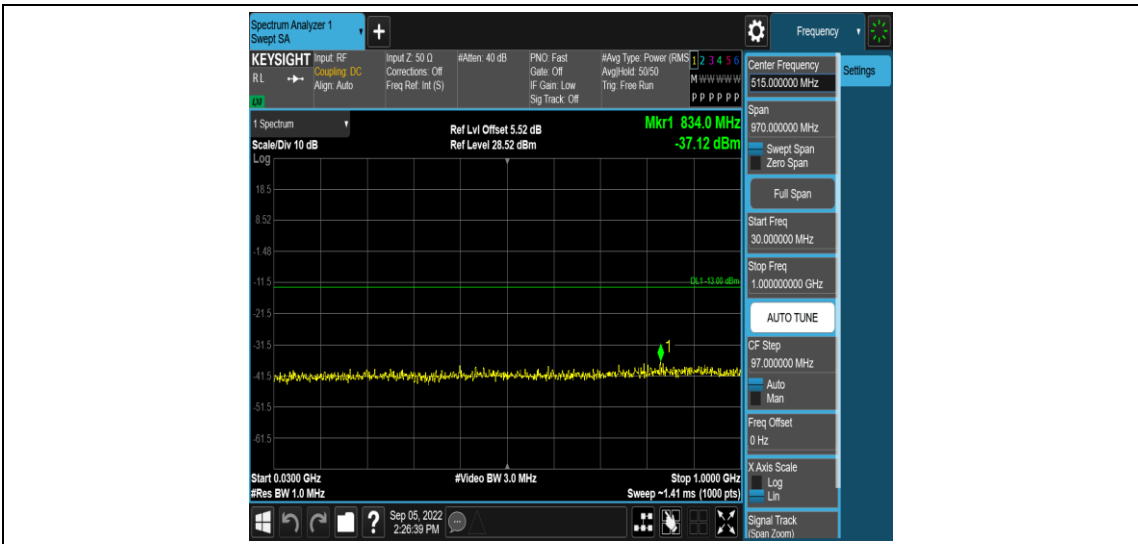 Spectrum Analyzer 1
Swept SA
+
Frequency
KEYSIGHT
RL
LXI
Input: RF
Coupling: DC
Align: Auto
Input Z: 50 Ω
Corrections: Off
Freq Ref: Int (S)
#Atten: 40 dB
PNO: Fast
Gate: Off
IF Gain: Low
Sig Track: Off
#Avg Type: Power (RMS
Avg|Hold: 50/50
Trig: Free Run
1 2 3 4 5 6
M W W W W W
P P P P P P
1 Spectrum
Scale/Div 10 dB
Log
Ref Lvl Offset 5.52 dB
Ref Level 28.52 dBm
Mkr1 834.0 MHz
-37.12 dBm
18.5
8.52
-1.48
-11.5
DL1 -13.00 dBm
-21.5
-31.5
1
-41.5
-51.5
-61.5
Start 0.0300 GHz
#Res BW 1.0 MHz
#Video BW 3.0 MHz
Stop 1.0000 GHz
Sweep ~1.41 ms (1000 pts)
?
Sep 05, 2022
2:26:39 PM
Center Frequency
515.000000 MHz
Settings
Span
970.000000 MHz
Swept Span
Zero Span
Full Span
Start Freq
30.000000 MHz
Stop Freq
1.000000000 GHz
AUTO TUNE
CF Step
97.000000 MHz
Auto
Man
Freq Offset
0 Hz
X Axis Scale
Log
Lin
Signal Track
(Span Zoom)